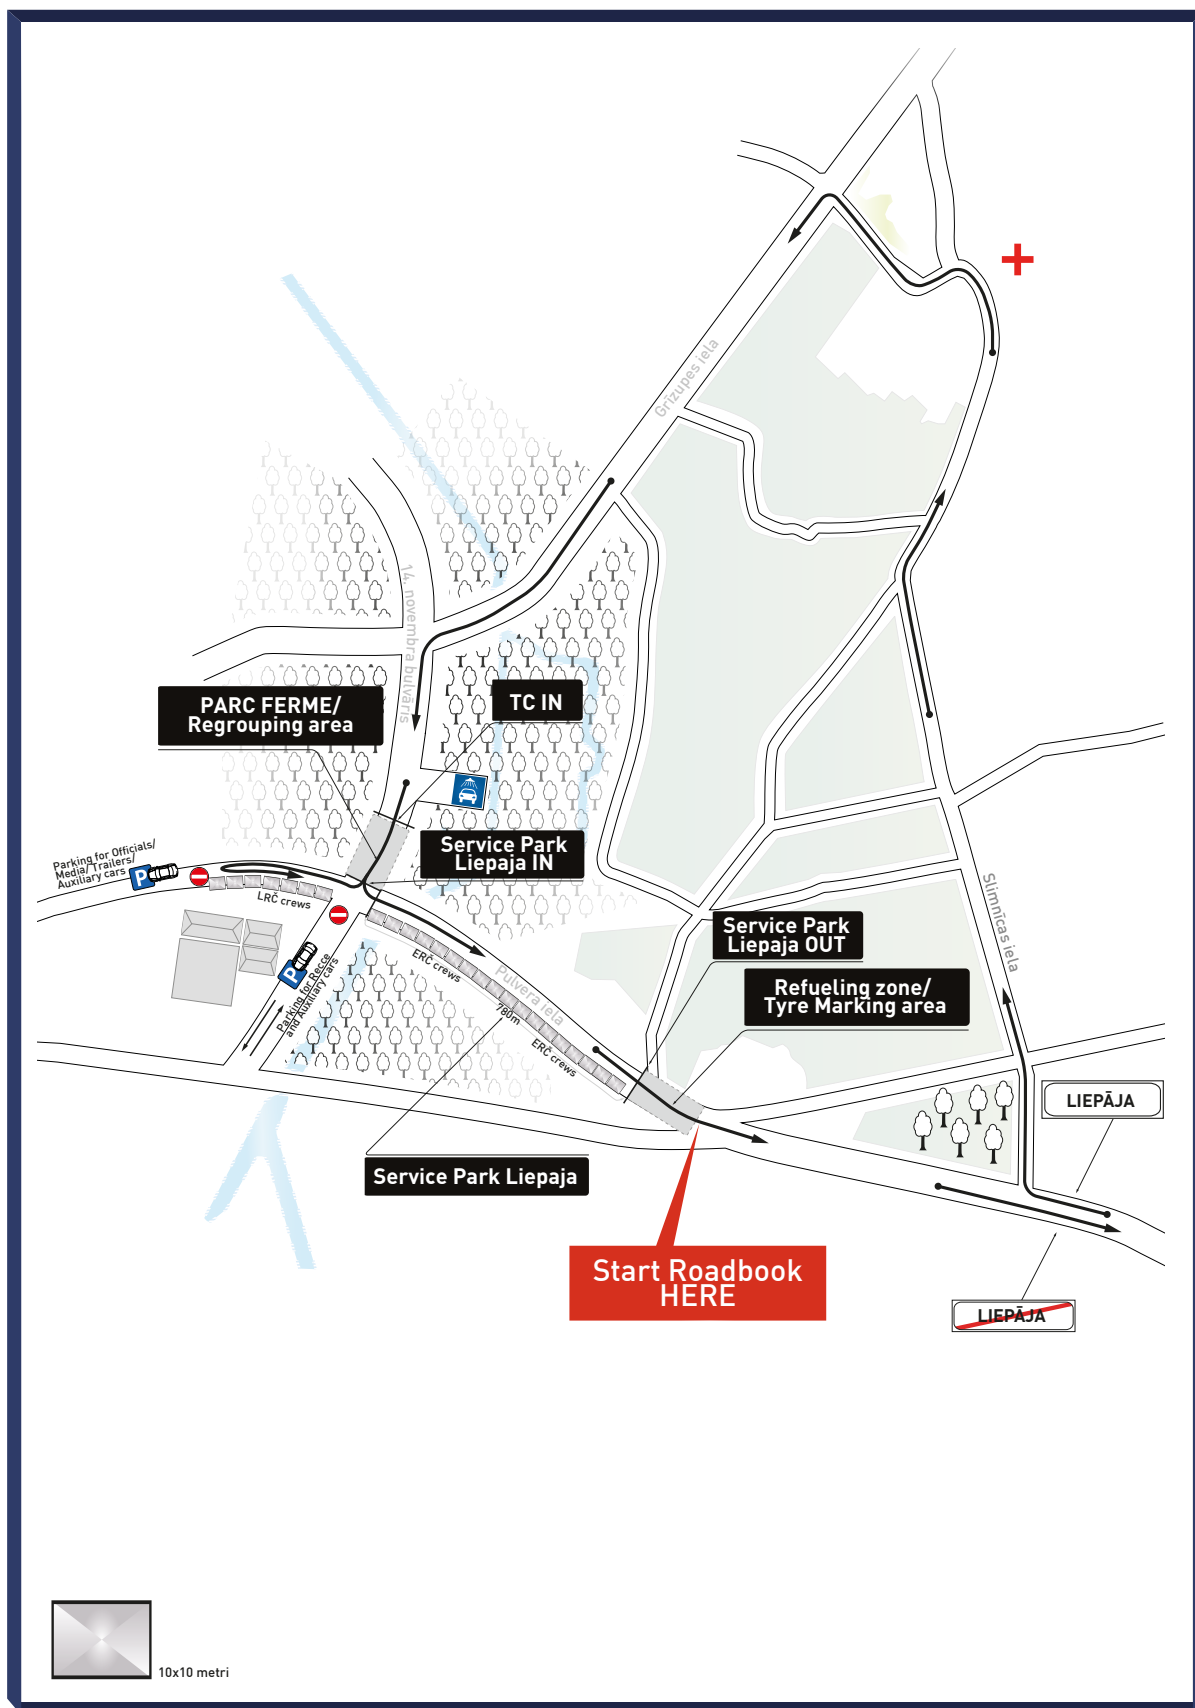 Grīzupes iela
14. novembra bulvāris
PARC FERME/
Regrouping area
TC IN
Service Park
Liepaja IN
Parking for Officials/
Media/Trailers/
Auxiliary cars
P
LRČ crews
P
Parking for Recce
and Auxiliary cars
ERČ crews
Pulvera iela
780m
ERČ crews
Service Park
Liepaja OUT
Refueling zone/
Tyre Marking area
Slimnīcas iela
LIEPĀJA
Service Park Liepaja
Start Roadbook
HERE
LIEPĀJA
10x10 metri